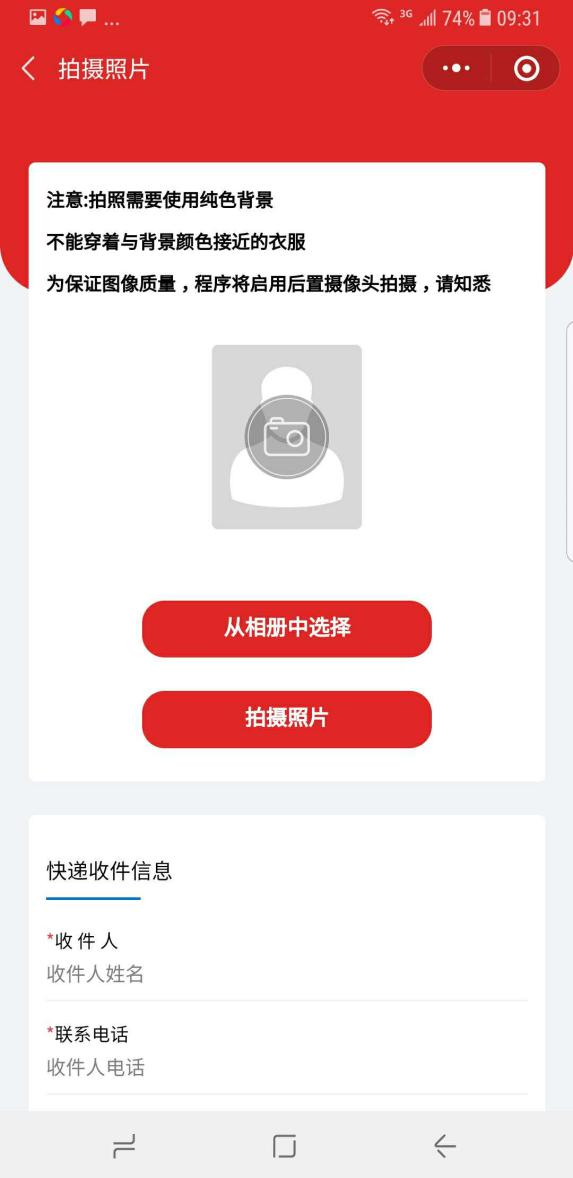 ... 3G 74% 09:31
拍摄照片
注意:拍照需要使用纯色背景
不能穿着与背景颜色接近的衣服
为保证图像质量，程序将启用后置摄像头拍摄，请知悉
从相册中选择
拍摄照片
快递收件信息
*收 件 人
收件人姓名
*联系电话
收件人电话